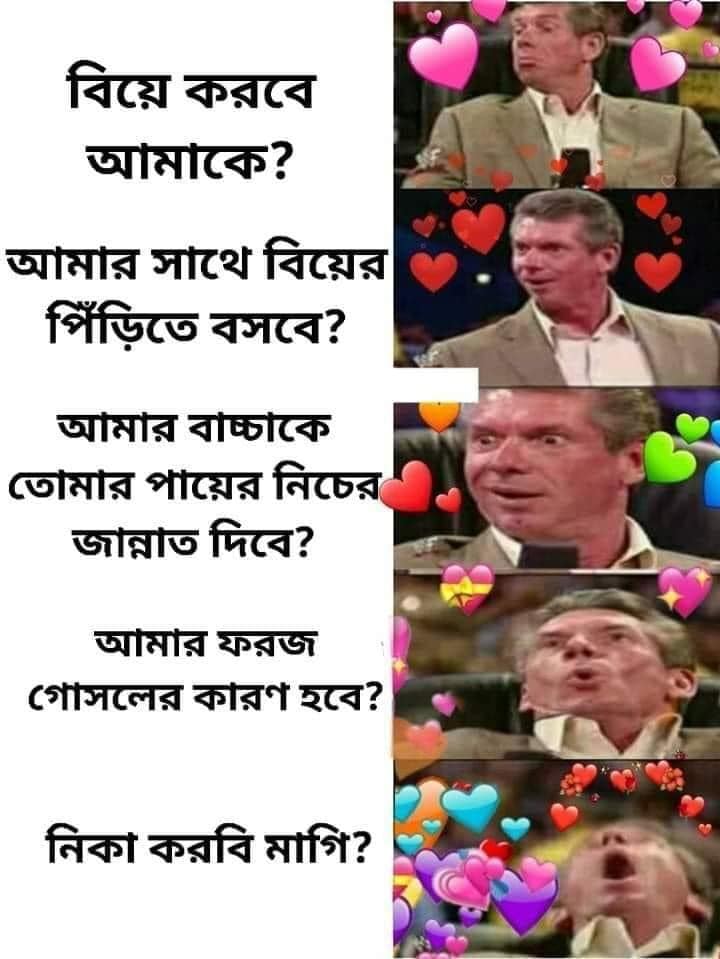 বিয়ে করবে
আমাকে?
আমার সাথে বিয়ের
পিঁড়িতে বসবে?
আমার বাচ্চাকে
তোমার পায়ের নিচের
জান্নাত দিবে?
আমার ফরজ
গোসলের কারণ হবে?
নিকা করবি মাগি?